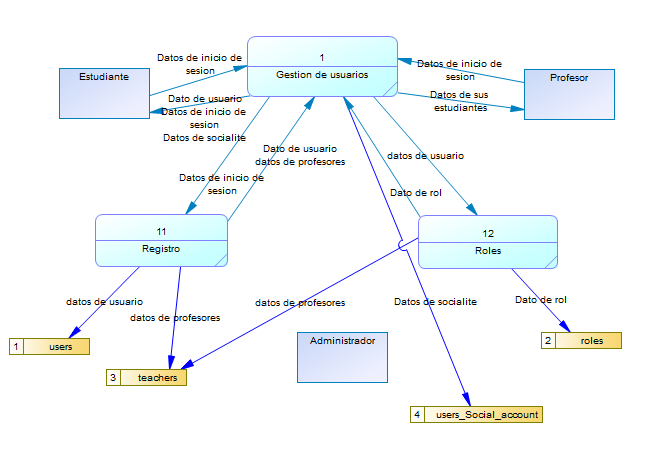 1
Gestion de usuarios
Estudiante
Profesor
Datos de inicio de
sesion
Datos de inicio de
sesion
Dato de usuario
Datos de inicio de
sesion
Datos de socialite
Datos de sus
estudiantes
Dato de usuario
datos de profesores
datos de usuario
Datos de inicio de
sesion
Dato de rol
11
Registro
12
Roles
datos de usuario
datos de profesores
datos de profesores
Datos de socialite
Dato de rol
Administrador
1 users
2 roles
3 teachers
4 users_Social_account